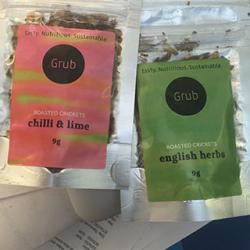 Tasty. Nutritious. Sustainable.
Grub
ROASTED CRICKETS
chilli & lime
9g
Tasty. Nutritious. Sustainable.
Grub
ROASTED CRICKETS
english herbs
9g